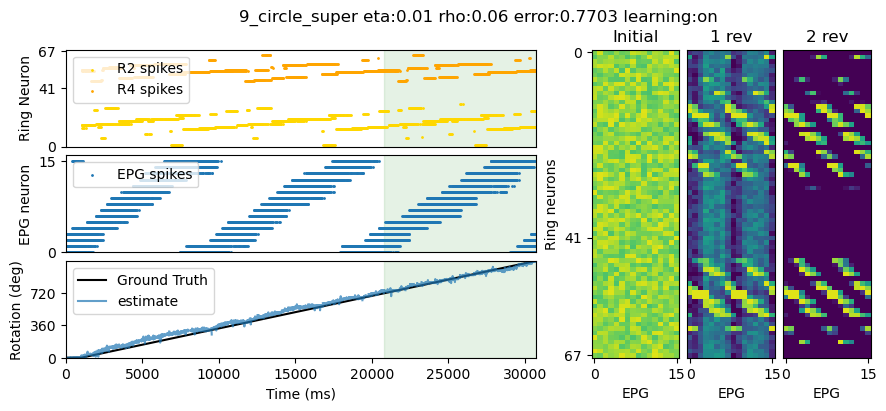 9_circle_super eta:0.01 rho:0.06 error:0.7703 learning:on
Initial
1 rev
2 rev
67
41
0
Ring Neuron
R2 spikes
R4 spikes
15
0
EPG neuron
EPG spikes
720
360
0
Rotation (deg)
Ground Truth
estimate
0
5000
10000
15000
20000
25000
30000
Time (ms)
0
41
67
Ring neurons
0
15
EPG
0
15
EPG
0
15
EPG